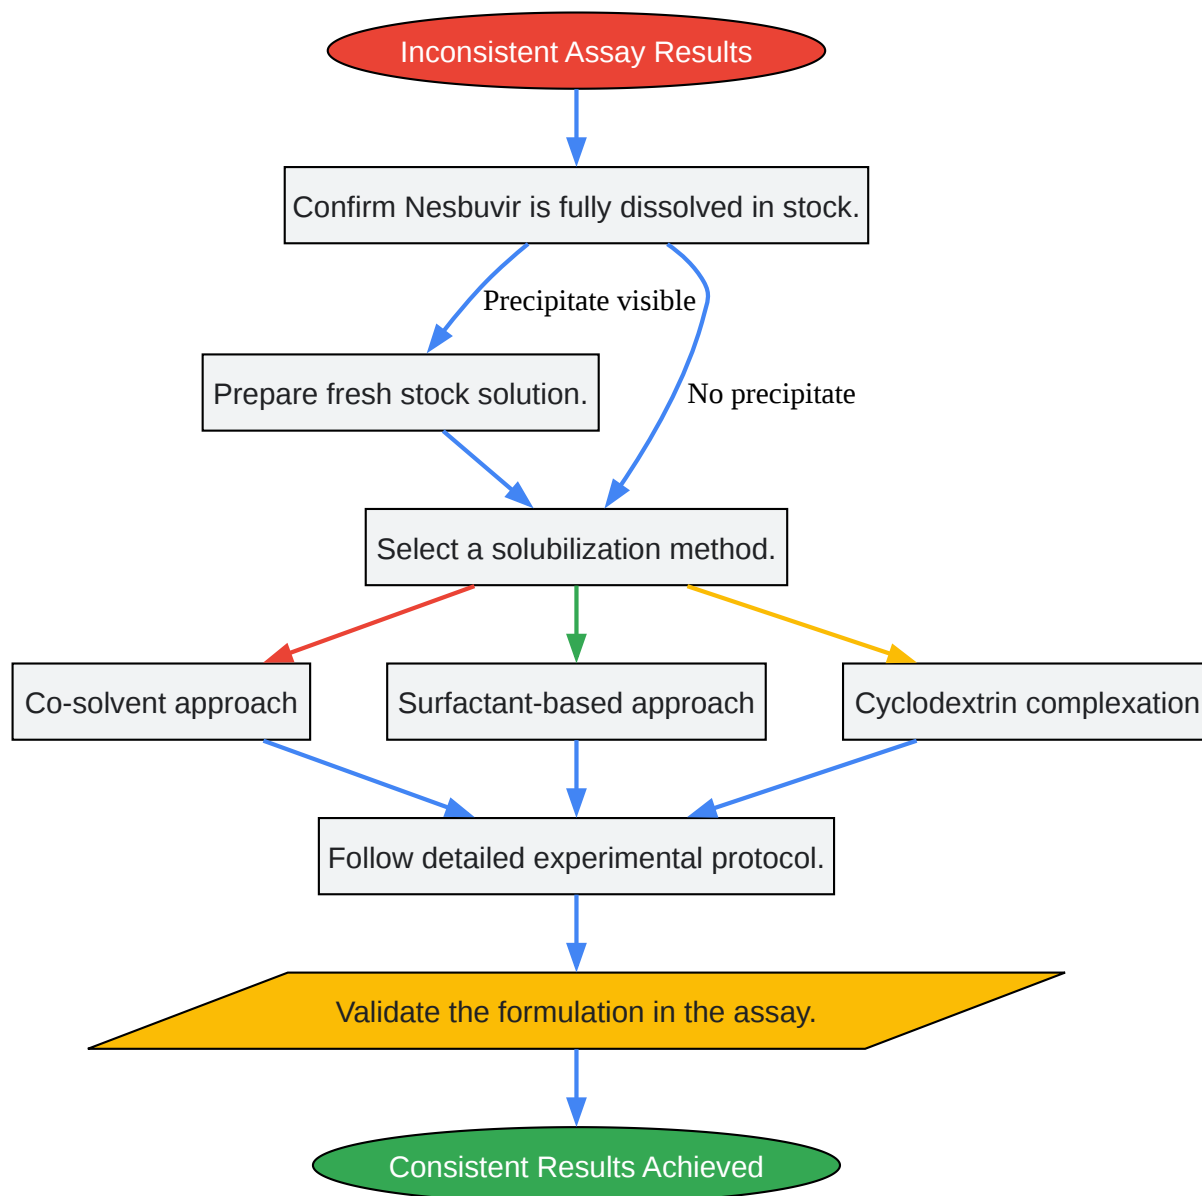 Inconsistent Assay Results
Confirm Nesbuvir is fully dissolved in stock.
Precipitate visible
Prepare fresh stock solution.
No precipitate
Select a solubilization method.
Co-solvent approach
Surfactant-based approach
Cyclodextrin complexation
Follow detailed experimental protocol.
Validate the formulation in the assay.
Consistent Results Achieved